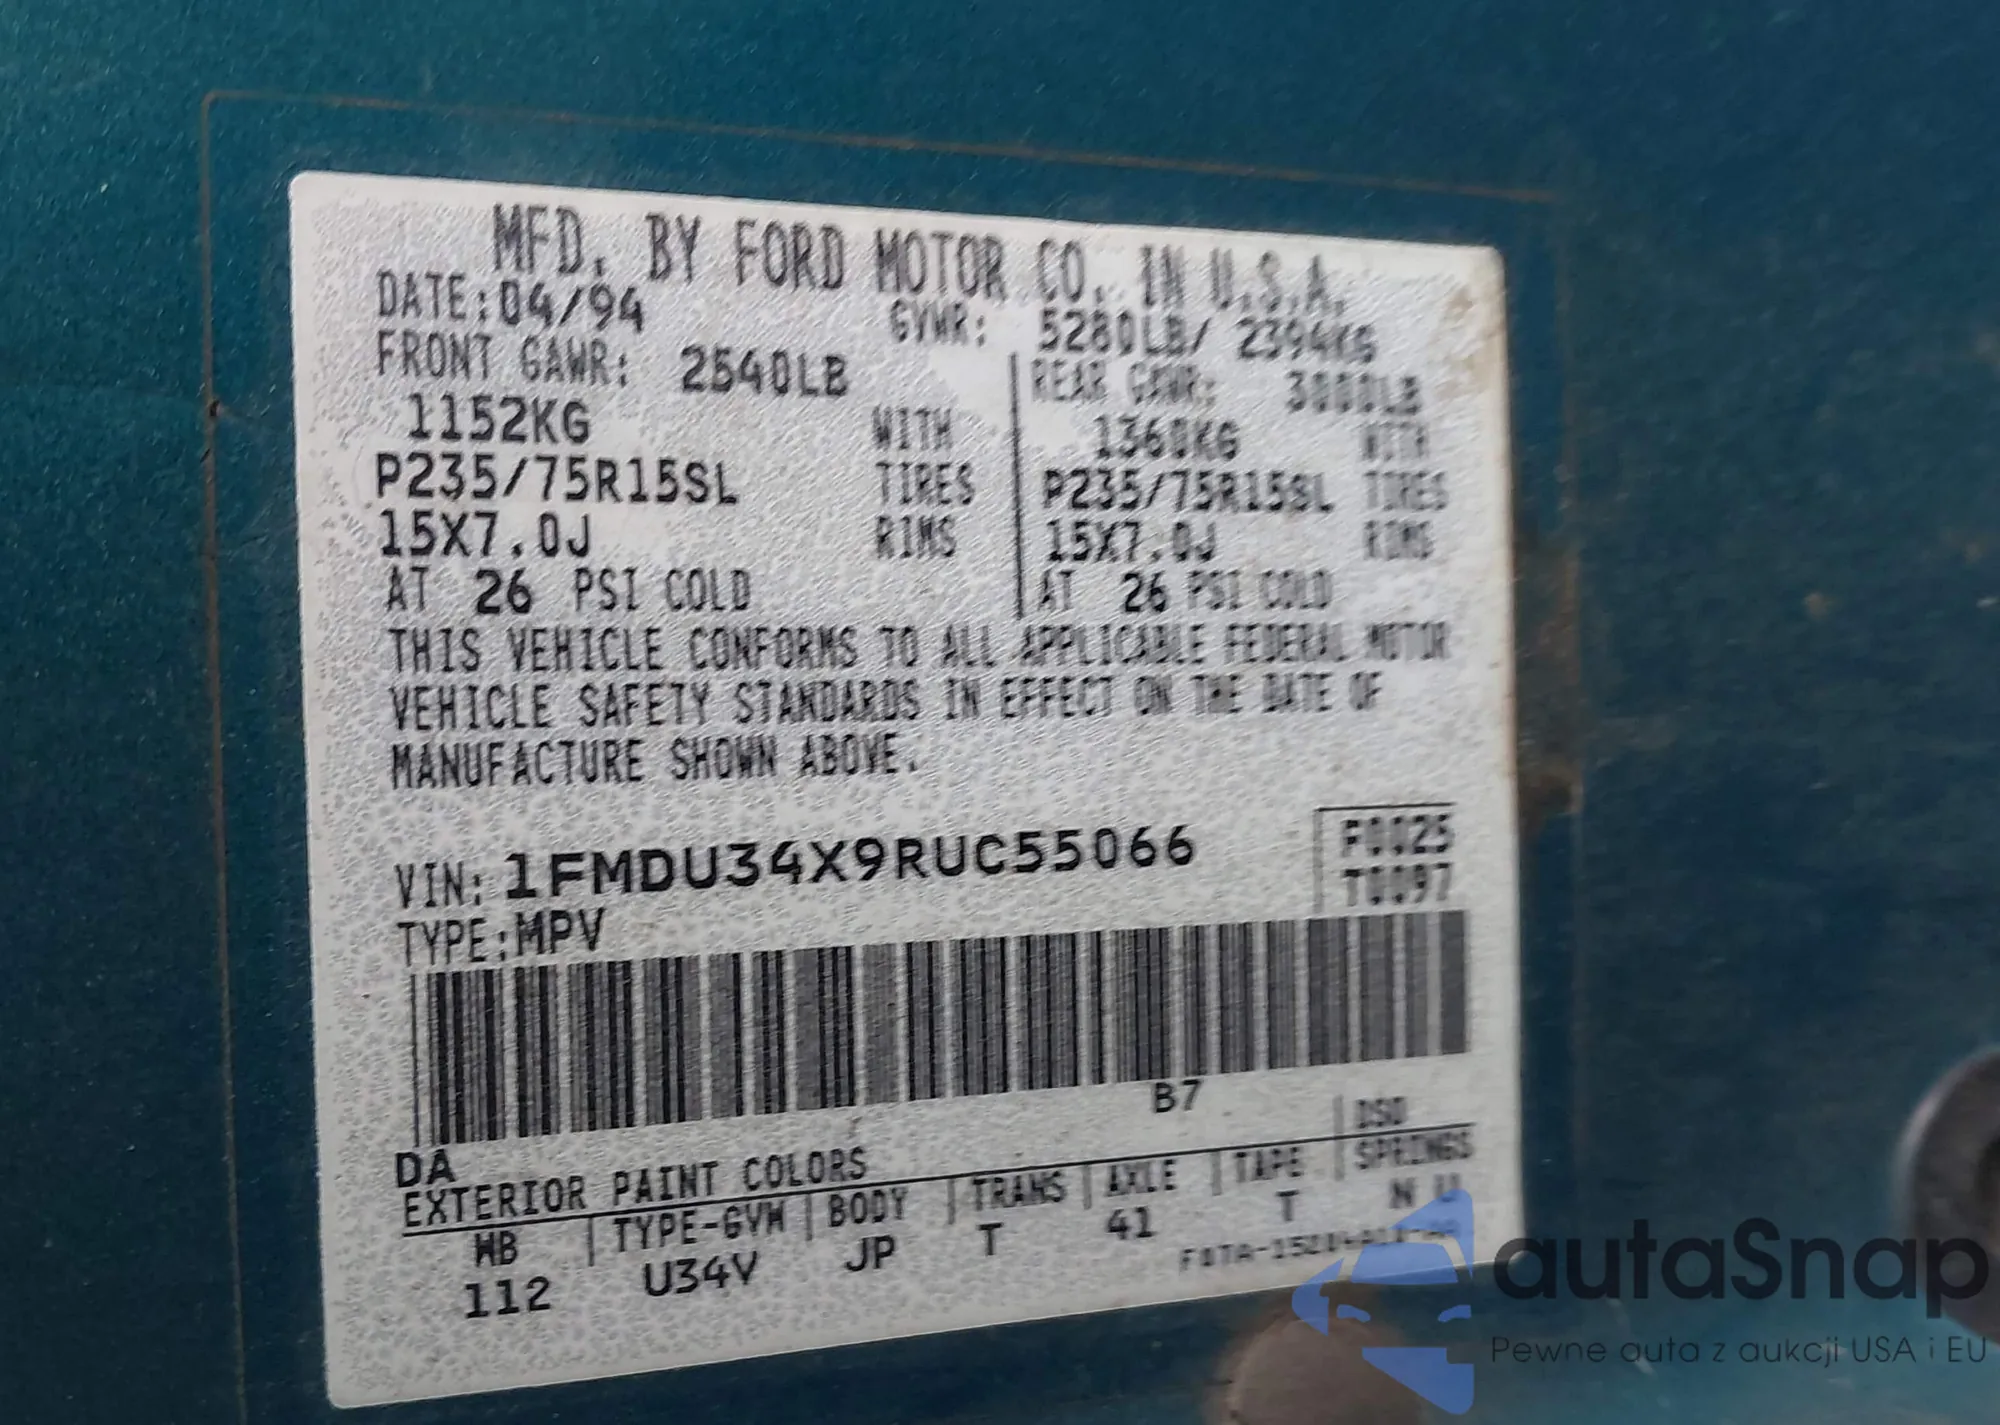 MFD. BY FORD MOTOR CO. IN U.S.A.
DATE:04/94 GVWR: 5280LB/ 2394KG
FRONT GAWR: 2540LB REAR GAWR: 3000LB
1152KG WITH 1360KG WITH
P235/75R15SL TIRES P235/75R15SL TIRES
15X7.0J RIMS 15X7.0J RIMS
AT 26 PSI COLD AT 26 PSI COLD
THIS VEHICLE CONFORMS TO ALL APPLICABLE FEDERAL MOTOR
VEHICLE SAFETY STANDARDS IN EFFECT ON THE DATE OF
MANUFACTURE SHOWN ABOVE.
VIN: 1FMDU34X9RUC55066 F0025
TYPE:MPV T0097
B7
DA DSO
EXTERIOR PAINT COLORS
WB TYPE-GVW BODY TRANS AXLE TAPE SPRINGS
112 U34V JP T 41 T N U
autaSnap
Pewne auta z aukcji USA i EU